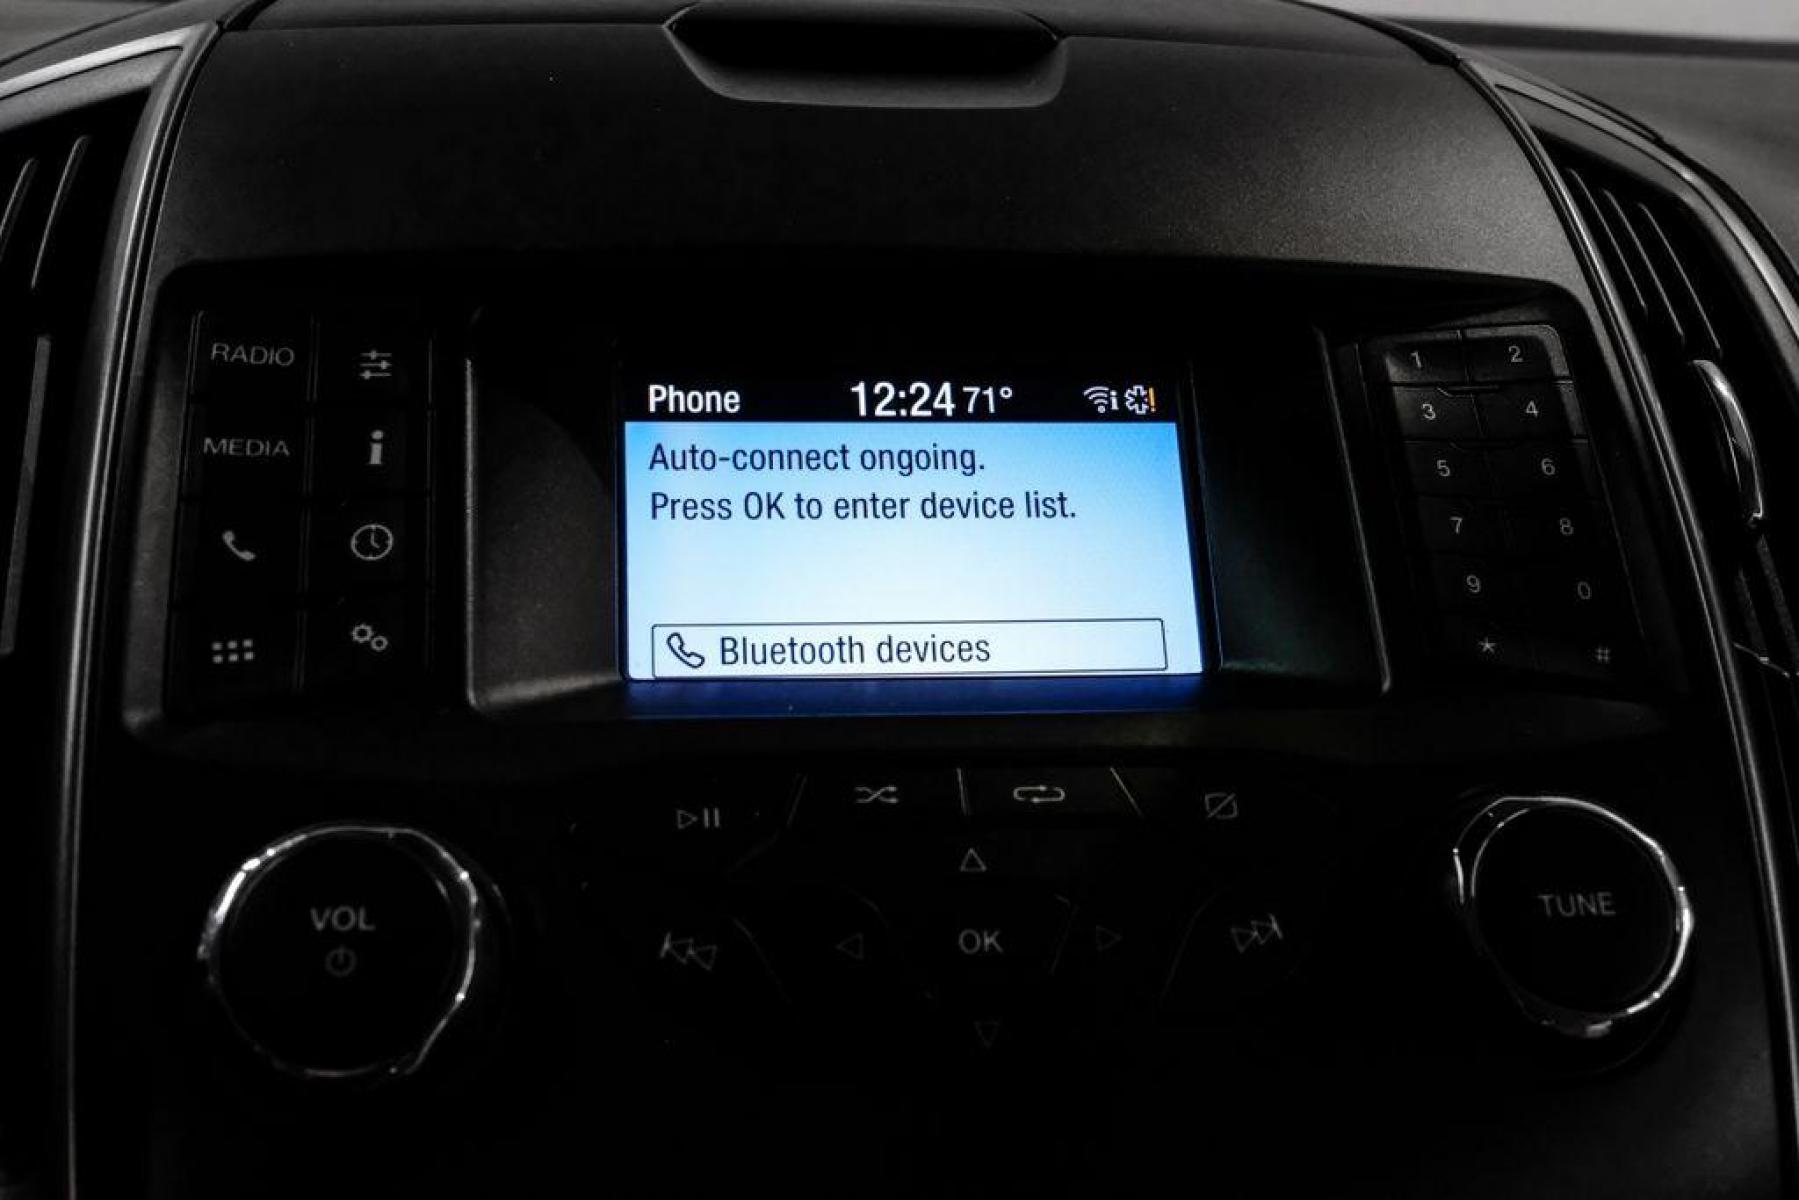 RADIO
MEDIA
Phone 12:24 71°
Auto-connect ongoing.
Press OK to enter device list.
Bluetooth devices
1 2
3 4
5 6
7 8
9 0
* #
VOL
OK
TUNE